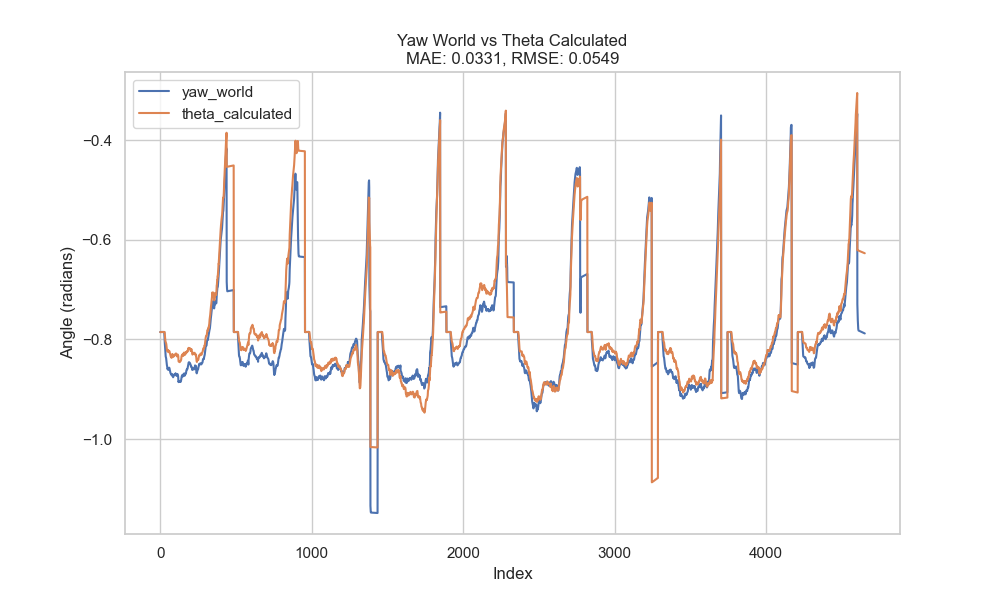 Yaw World vs Theta Calculated
MAE: 0.0331, RMSE: 0.0549
yaw_world
theta_calculated
Angle (radians)
−0.4
−0.6
−0.8
−1.0
0 1000 2000 3000 4000
Index